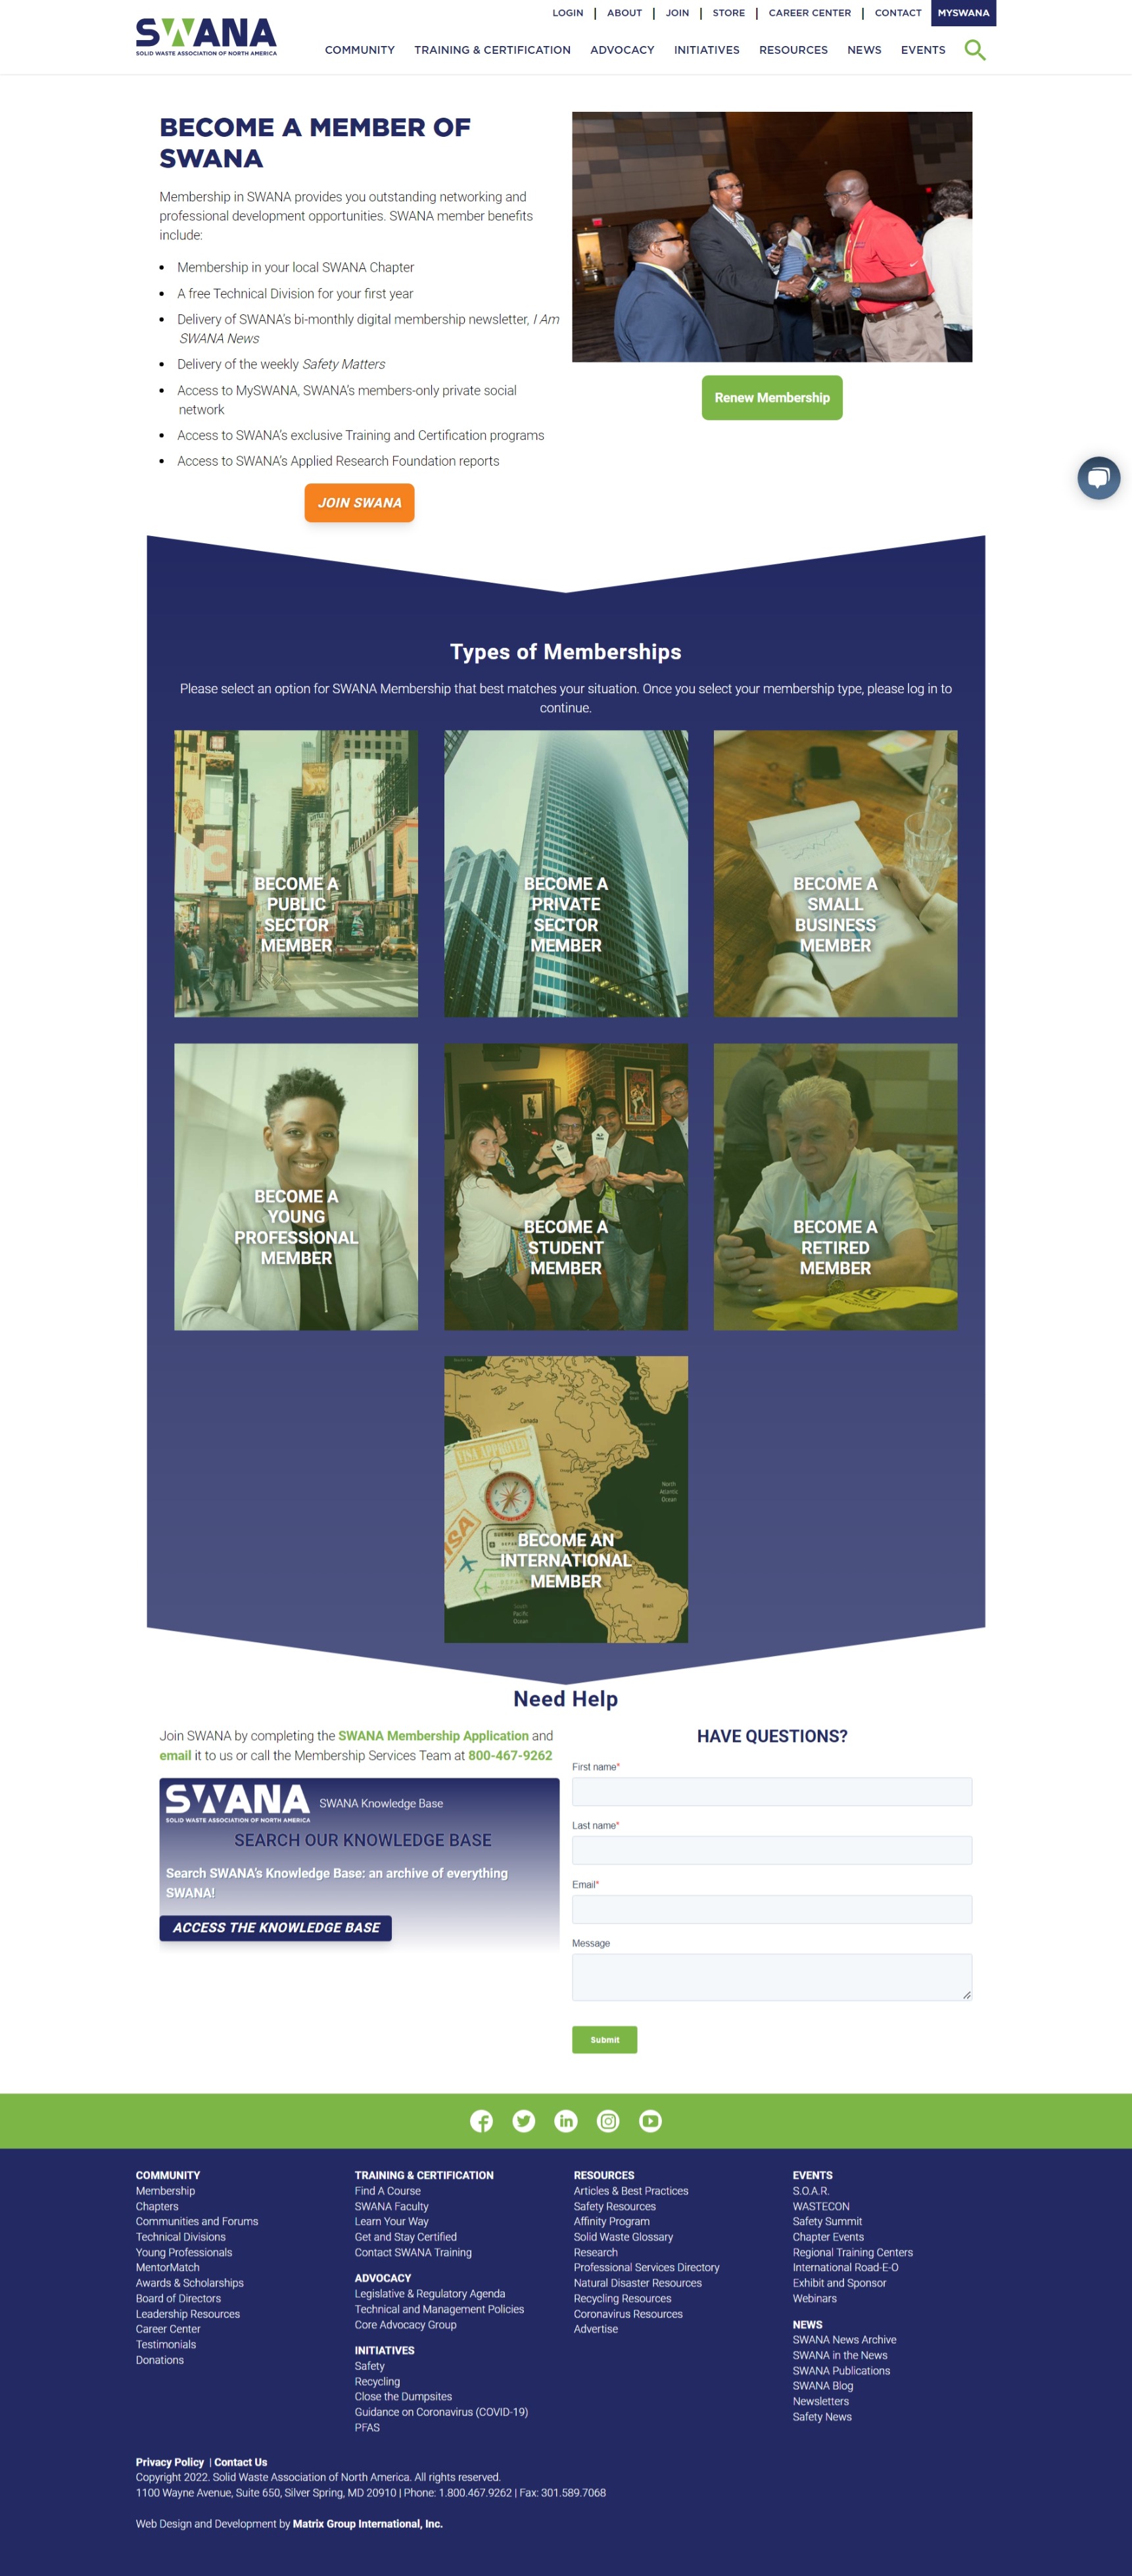 LOGIN | ABOUT | JOIN | STORE | CAREER CENTER | CONTACT MYSWANA
SWANA
SOLID WASTE ASSOCIATION OF NORTH AMERICA
COMMUNITY TRAINING & CERTIFICATION ADVOCACY INITIATIVES RESOURCES NEWS EVENTS
BECOME A MEMBER OF
SWANA
Membership in SWANA provides you outstanding networking and
professional development opportunities. SWANA member benefits
include:
• Membership in your local SWANA Chapter
• A free Technical Division for your first year
• Delivery of SWANA's bi-monthly digital membership newsletter, I Am
SWANA News
• Delivery of the weekly Safety Matters
• Access to MySWANA, SWANA's members-only private social
network
• Access to SWANA's exclusive Training and Certification programs
• Access to SWANA's Applied Research Foundation reports
JOIN SWANA
Renew Membership
Types of Memberships
Please select an option for SWANA Membership that best matches your situation. Once you select your membership type, please log in to
continue.
BECOME A
PUBLIC
SECTOR
MEMBER
BECOME A
PRIVATE
SECTOR
MEMBER
BECOME A
SMALL
BUSINESS
MEMBER
BECOME A
YOUNG
PROFESSIONAL
MEMBER
BECOME A
STUDENT
MEMBER
BECOME A
RETIRED
MEMBER
Canada
VISA APPROVED
North
Atlantic
Ocean
BECOME AN
INTERNATIONAL
MEMBER
Brazil
South
Pacific
Ocean
Need Help
Join SWANA by completing the SWANA Membership Application and
email it to us or call the Membership Services Team at 800-467-9262
SWANA
SOLID WASTE ASSOCIATION OF NORTH AMERICA
SWANA Knowledge Base
SEARCH OUR KNOWLEDGE BASE
Search SWANA's Knowledge Base: an archive of everything
SWANA!
ACCESS THE KNOWLEDGE BASE
HAVE QUESTIONS?
First name*
Last name*
Email*
Message
Submit
COMMUNITY
Membership
Chapters
Communities and Forums
Technical Divisions
Young Professionals
MentorMatch
Awards & Scholarships
Board of Directors
Leadership Resources
Career Center
Testimonials
Donations
TRAINING & CERTIFICATION
Find A Course
SWANA Faculty
Learn Your Way
Get and Stay Certified
Contact SWANA Training
ADVOCACY
Legislative & Regulatory Agenda
Technical and Management Policies
Core Advocacy Group
INITIATIVES
Safety
Recycling
Close the Dumpsites
Guidance on Coronavirus (COVID-19)
PFAS
RESOURCES
Articles & Best Practices
Safety Resources
Affinity Program
Solid Waste Glossary
Research
Professional Services Directory
Natural Disaster Resources
Recycling Resources
Coronavirus Resources
Advertise
EVENTS
S.O.A.R.
WASTECON
Safety Summit
Chapter Events
Regional Training Centers
International Road-E-O
Exhibit and Sponsor
Webinars
NEWS
SWANA News Archive
SWANA in the News
SWANA Publications
SWANA Blog
Newsletters
Safety News
Privacy Policy | Contact Us
Copyright 2022. Solid Waste Association of North America. All rights reserved.
1100 Wayne Avenue, Suite 650, Silver Spring, MD 20910 | Phone: 1.800.467.9262 | Fax: 301.589.7068
Web Design and Development by Matrix Group International, Inc.